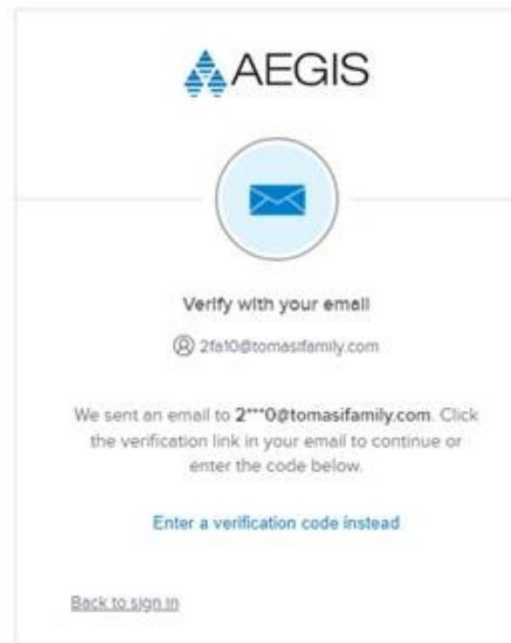 AEGIS
Verify with your email
2fa10@tomasifamily.com
We sent an email to 2***0@tomasifamily.com. Click
the verification link in your email to continue or
enter the code below.
Enter a verification code instead
Back to sign in